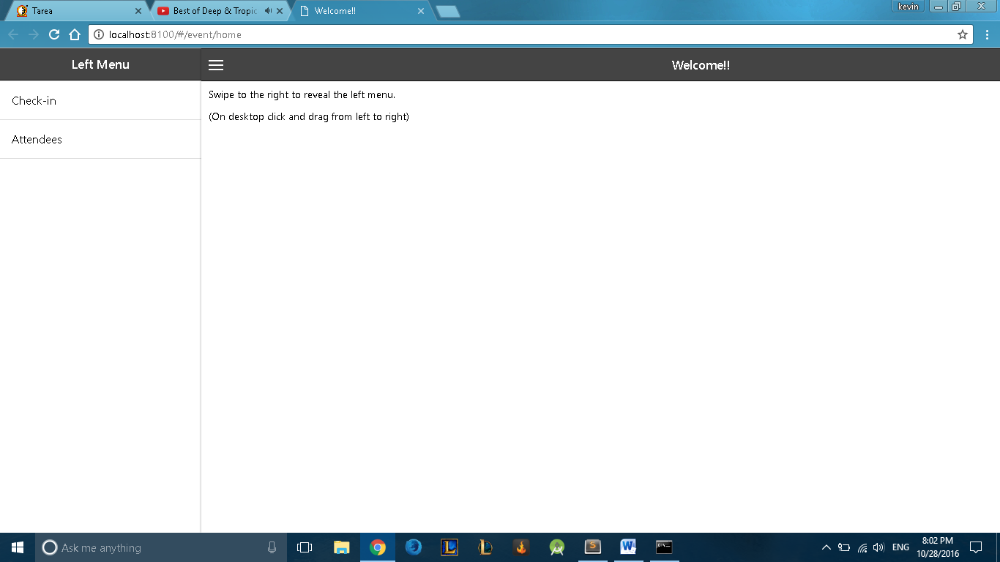 Tarea
Best of Deep & Tropic
Welcome!!
kevin
localhost:8100/#/event/home
Left Menu
Welcome!!
Check-in
Attendees
Swipe to the right to reveal the left menu.
(On desktop click and drag from left to right)
Ask me anything
ENG
8:02 PM
10/28/2016